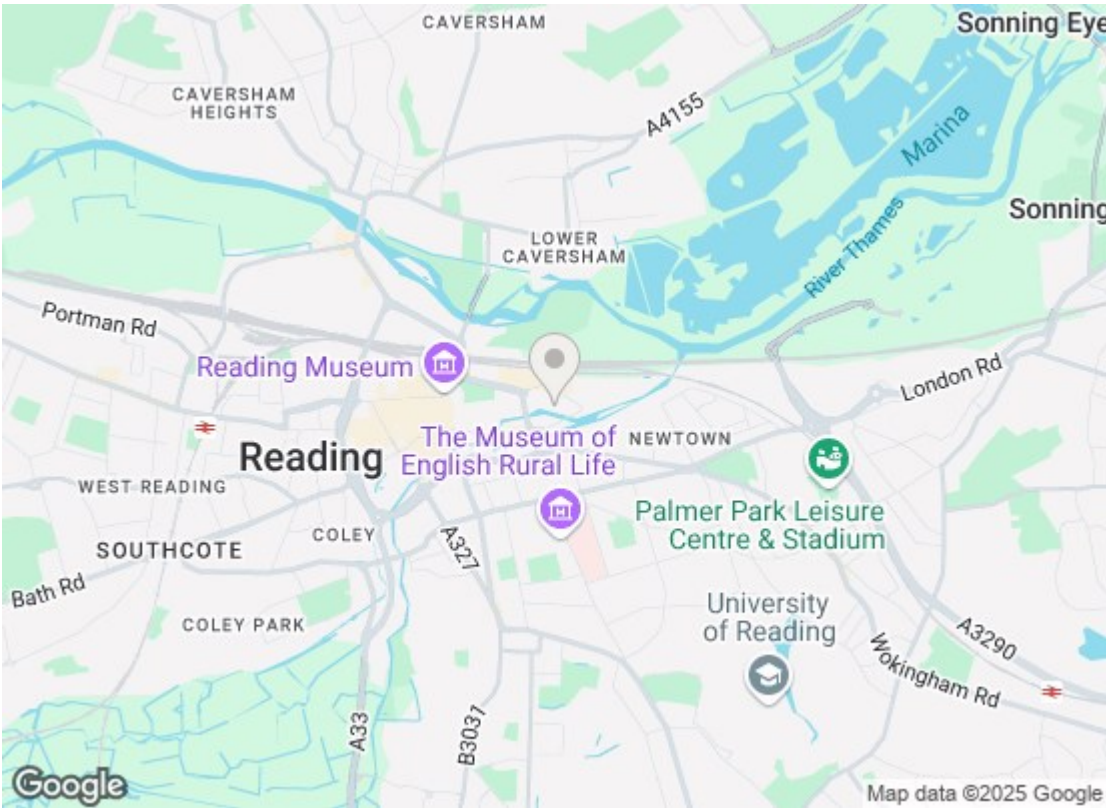 CAVERSHAM
Sonning Eye
CAVERSHAM
HEIGHTS
A4155
Marina
Sonning
LOWER
CAVERSHAM
River Thames
Portman Rd
Reading Museum
London Rd
The Museum of
English Rural Life
NEWTOWN
Reading
WEST READING
Palmer Park Leisure
Centre & Stadium
SOUTHCOTE
COLEY
A327
Bath Rd
University
of Reading
COLEY PARK
A3290
Wokingham Rd
A33
B3031
Google
Map data ©2025 Google